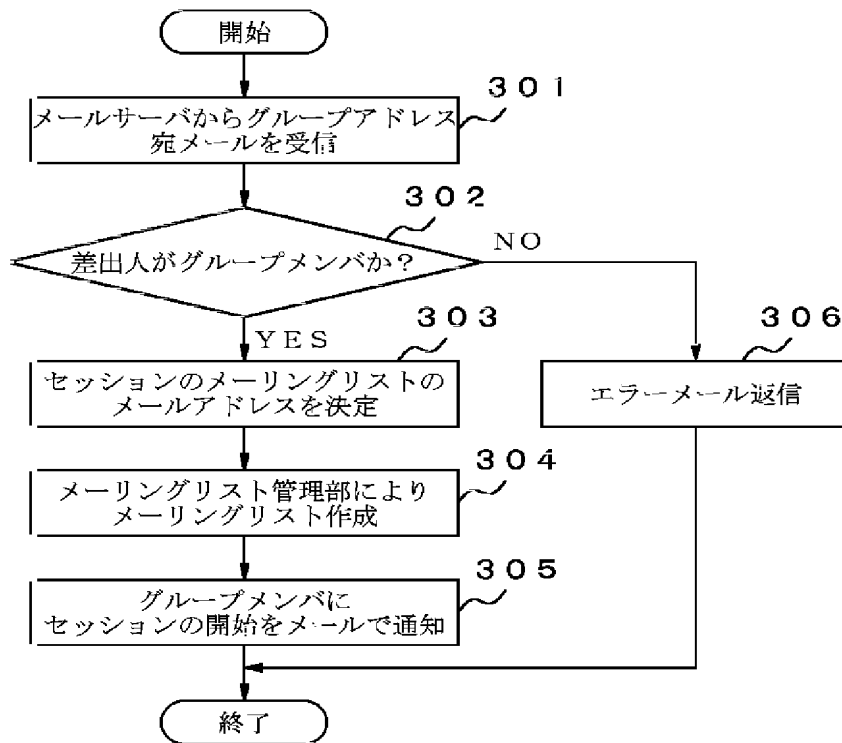 開始
301
メールサーバからグループアドレス
宛メールを受信
302
差出人がグループメンバか？
NO
YES
303
セッションのメーリングリストの
メールアドレスを決定
306
エラーメール返信
304
メーリングリスト管理部により
メーリングリスト作成
305
グループメンバに
セッションの開始をメールで通知
終了